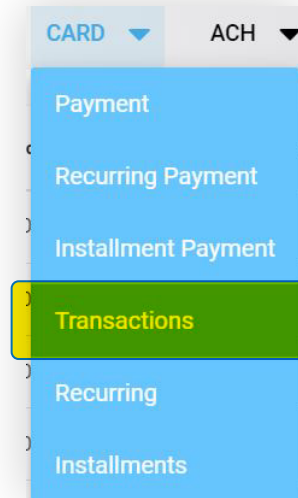 CARD ACH
Payment
Recurring Payment
Installment Payment
Transactions
Recurring
Installments